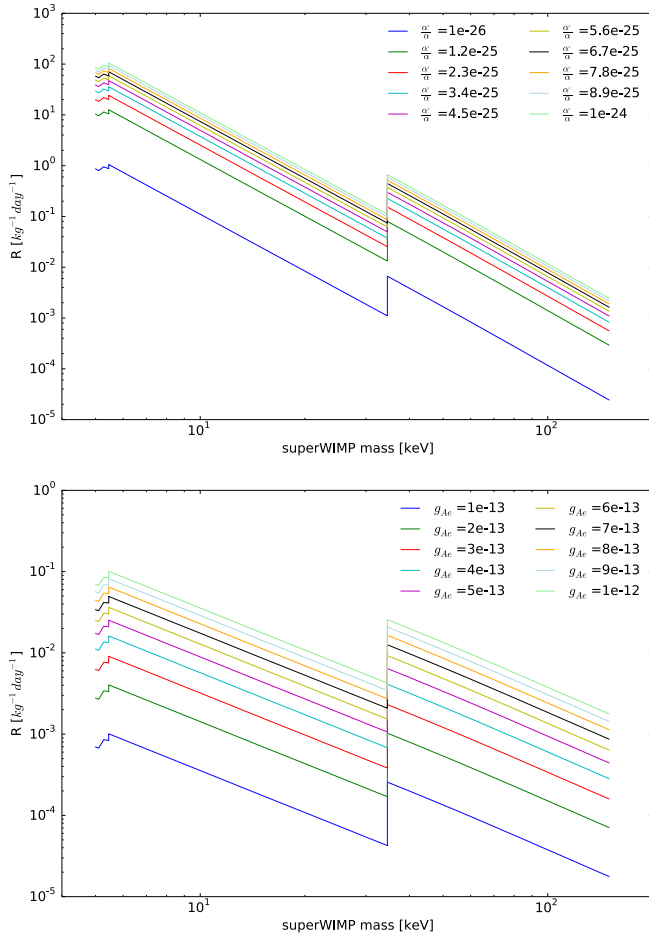 α'/α =1e-26 α'/α =5.6e-25
α'/α =1.2e-25 α'/α =6.7e-25
α'/α =2.3e-25 α'/α =7.8e-25
α'/α =3.4e-25 α'/α =8.9e-25
α'/α =4.5e-25 α'/α =1e-24
10^3
10^2
10^1
10^0
10^-1
10^-2
10^-3
10^-4
10^-5
R [kg^-1 day^-1]
10^1 10^2
superWIMP mass [keV]
g_Ae =1e-13 g_Ae =6e-13
g_Ae =2e-13 g_Ae =7e-13
g_Ae =3e-13 g_Ae =8e-13
g_Ae =4e-13 g_Ae =9e-13
g_Ae =5e-13 g_Ae =1e-12
10^0
10^-1
10^-2
10^-3
10^-4
10^-5
R [kg^-1 day^-1]
10^1 10^2
superWIMP mass [keV]